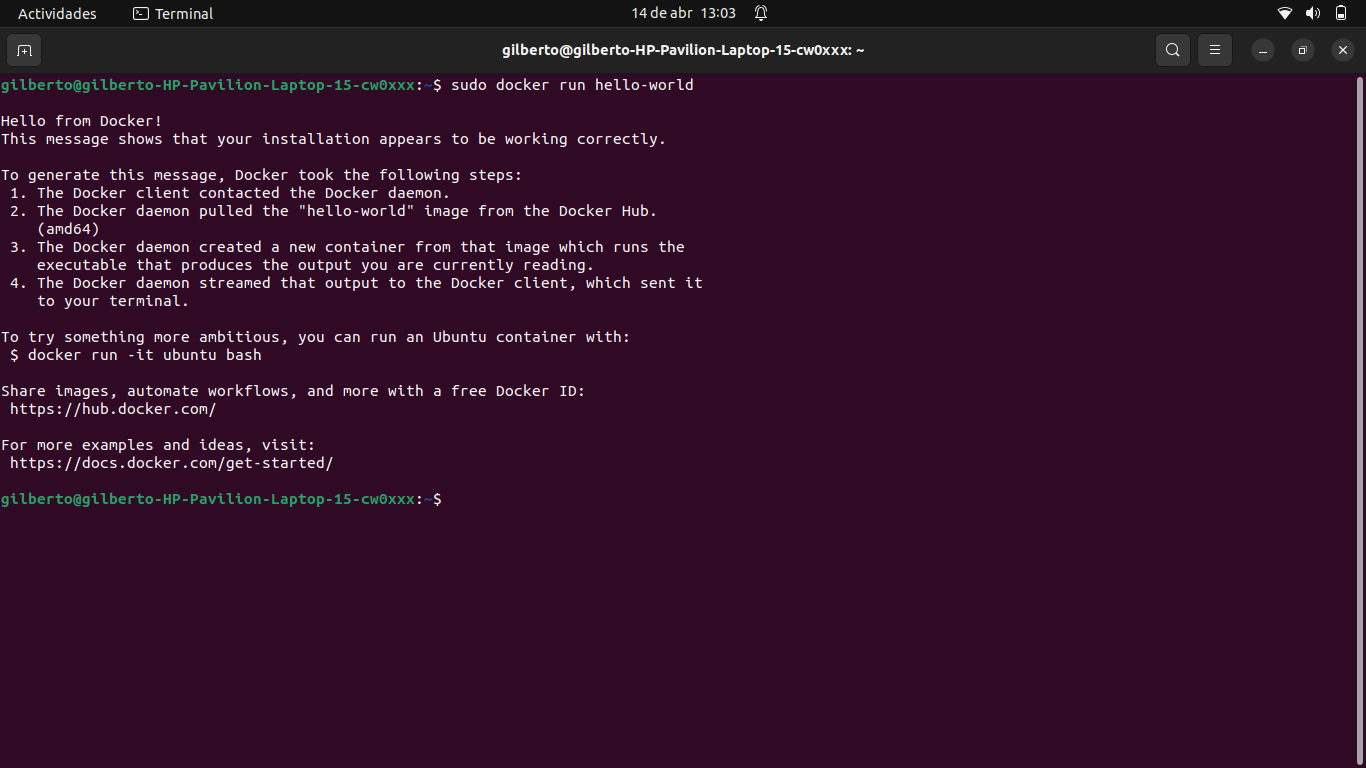 Actividades Terminal 14 de abr 13:03
gilberto@gilberto-HP-Pavilion-Laptop-15-cw0xxx: ~
gilberto@gilberto-HP-Pavilion-Laptop-15-cw0xxx:~$ sudo docker run hello-world
Hello from Docker!
This message shows that your installation appears to be working correctly.
To generate this message, Docker took the following steps:
1. The Docker client contacted the Docker daemon.
2. The Docker daemon pulled the "hello-world" image from the Docker Hub.
(amd64)
3. The Docker daemon created a new container from that image which runs the
executable that produces the output you are currently reading.
4. The Docker daemon streamed that output to the Docker client, which sent it
to your terminal.
To try something more ambitious, you can run an Ubuntu container with:
$ docker run -it ubuntu bash
Share images, automate workflows, and more with a free Docker ID:
https://hub.docker.com/
For more examples and ideas, visit:
https://docs.docker.com/get-started/
gilberto@gilberto-HP-Pavilion-Laptop-15-cw0xxx:~$